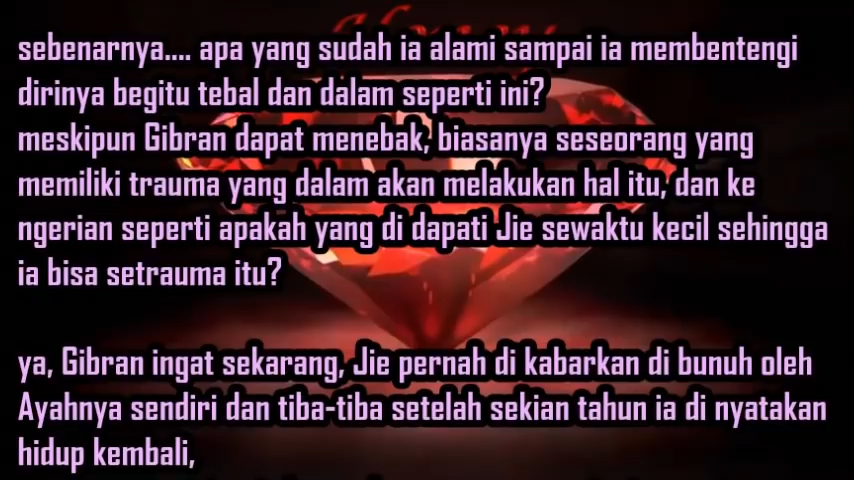 sebenarnya.... apa yang sudah ia alami sampai ia membentengi
dirinya begitu tebal dan dalam seperti ini?
meskipun Gibran dapat menebak, biasanya seseorang yang
memiliki trauma yang dalam akan melakukan hal itu, dan ke
ngerian seperti apakah yang di dapati Jie sewaktu kecil sehingga
ia bisa setrauma itu?
ya, Gibran ingat sekarang, Jie pernah di kabarkan di bunuh oleh
Ayahnya sendiri dan tiba-tiba setelah sekian tahun ia di nyatakan
hidup kembali,